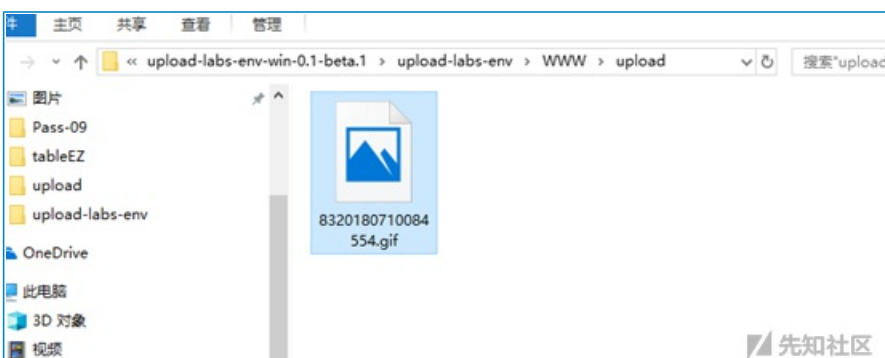 件 主页 共享 查看 管理
« upload-labs-env-win-0.1-beta.1 › upload-labs-env › WWW › upload
搜索"upload
图片
Pass-09
tableEZ
upload
upload-labs-env
OneDrive
此电脑
3D 对象
视频
8320180710084
554.gif
先知社区